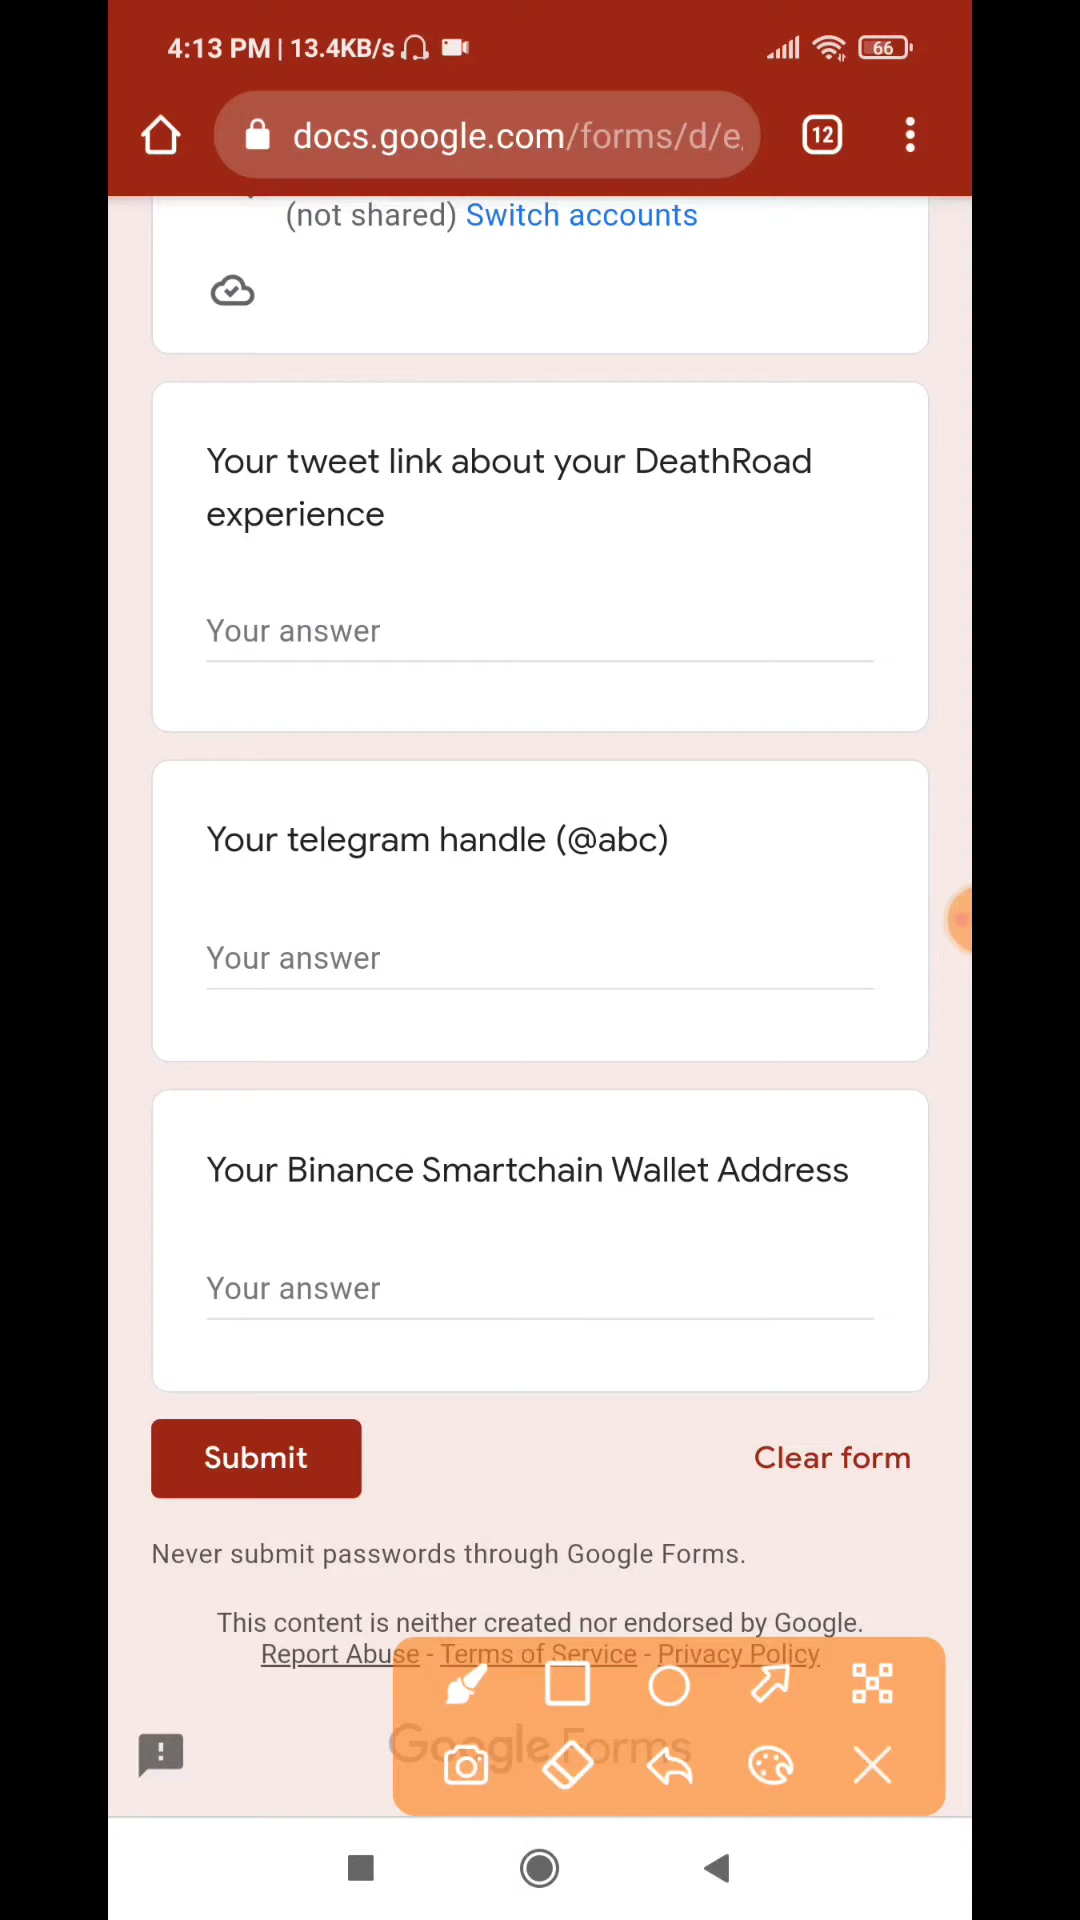 4:13 PM | 13.4KB/s
66
docs.google.com/forms/d/e
12
(not shared) Switch accounts
Your tweet link about your DeathRoad
experience
Your answer
Your telegram handle (@abc)
Your answer
Your Binance Smartchain Wallet Address
Your answer
Submit
Clear form
Never submit passwords through Google Forms.
This content is neither created nor endorsed by Google.
Report Abuse - Terms of Service - Privacy Policy
Google Forms